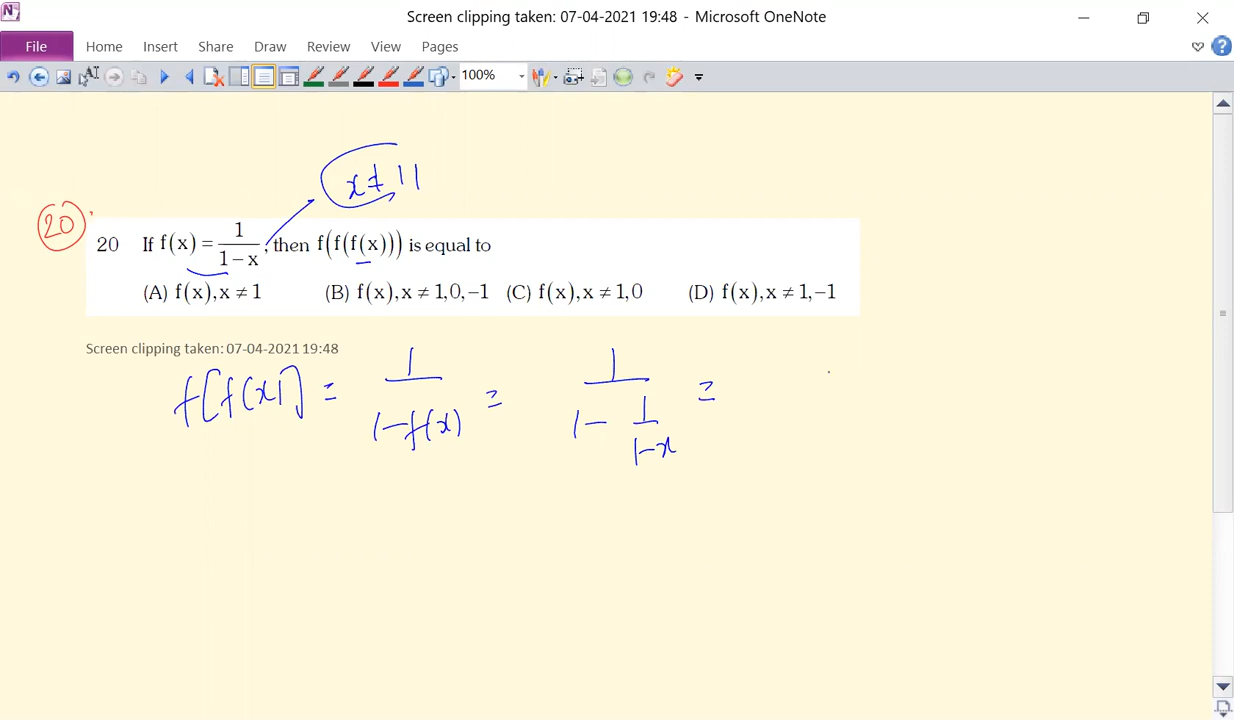 Screen clipping taken: 07-04-2021 19:48 - Microsoft OneNote
File Home Insert Share Draw Review View Pages
100%
x ≠ 11
20
20 If f(x) = 1/(1−x), then f(f(f(x))) is equal to
(A) f(x), x ≠ 1 (B) f(x), x ≠ 1,0,−1 (C) f(x), x ≠ 1,0 (D) f(x), x ≠ 1,−1
Screen clipping taken: 07-04-2021 19:48
f[f(x)] = 1/(1−f(x)) = 1/(1−1/(1−x)) =